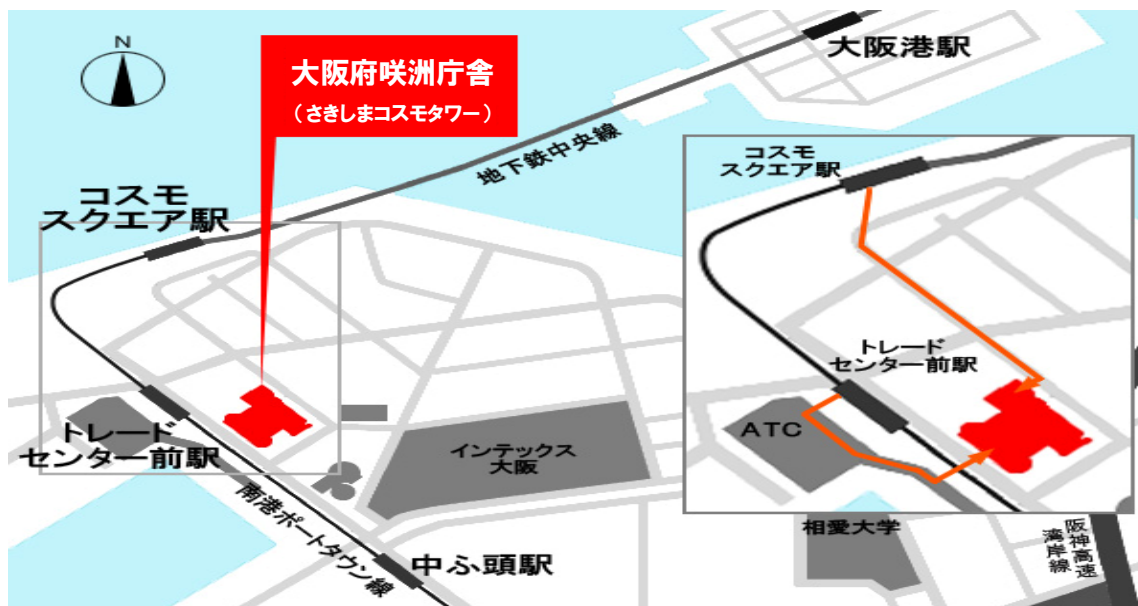 N
大阪府咲洲庁舎
（さきしまコスモタワー）
大阪港駅
地下鉄中央線
コスモ
スクエア駅
トレード
センター前駅
インテックス
大阪
南港ポートタウン線
中ふ頭駅
コスモ
スクエア駅
トレード
センター前駅
ATC
相愛大学
阪神高速
湾岸線